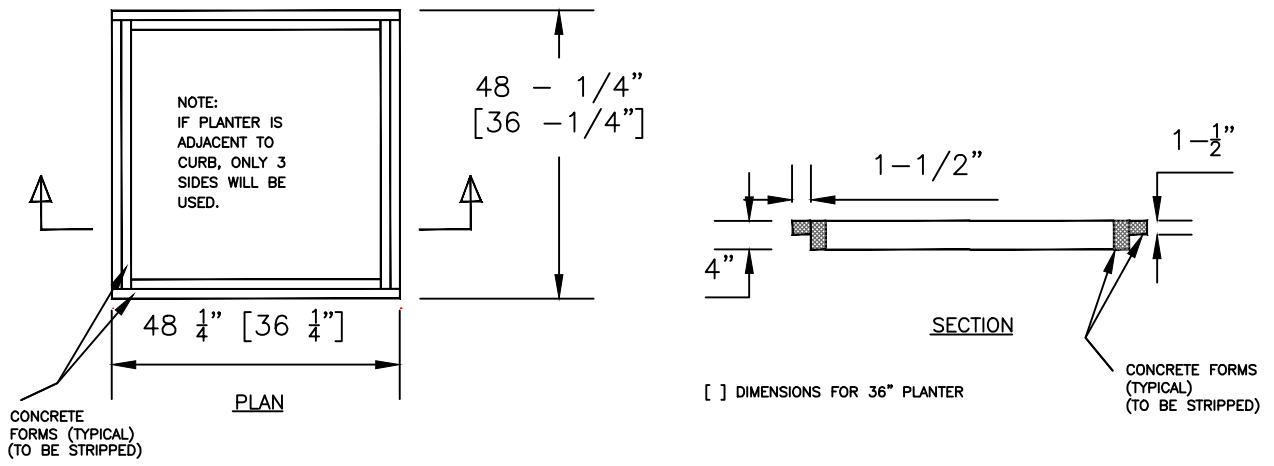 NOTE:
IF PLANTER IS
ADJACENT TO
CURB, ONLY 3
SIDES WILL BE
USED.
48 - 1/4”
[36 -1/4”]
48 1/4” [36 1/4”]
PLAN
CONCRETE
FORMS (TYPICAL)
(TO BE STRIPPED)
1-1/2”
1-1/2”
4”
SECTION
[ ] DIMENSIONS FOR 36” PLANTER
CONCRETE FORMS
(TYPICAL)
(TO BE STRIPPED)